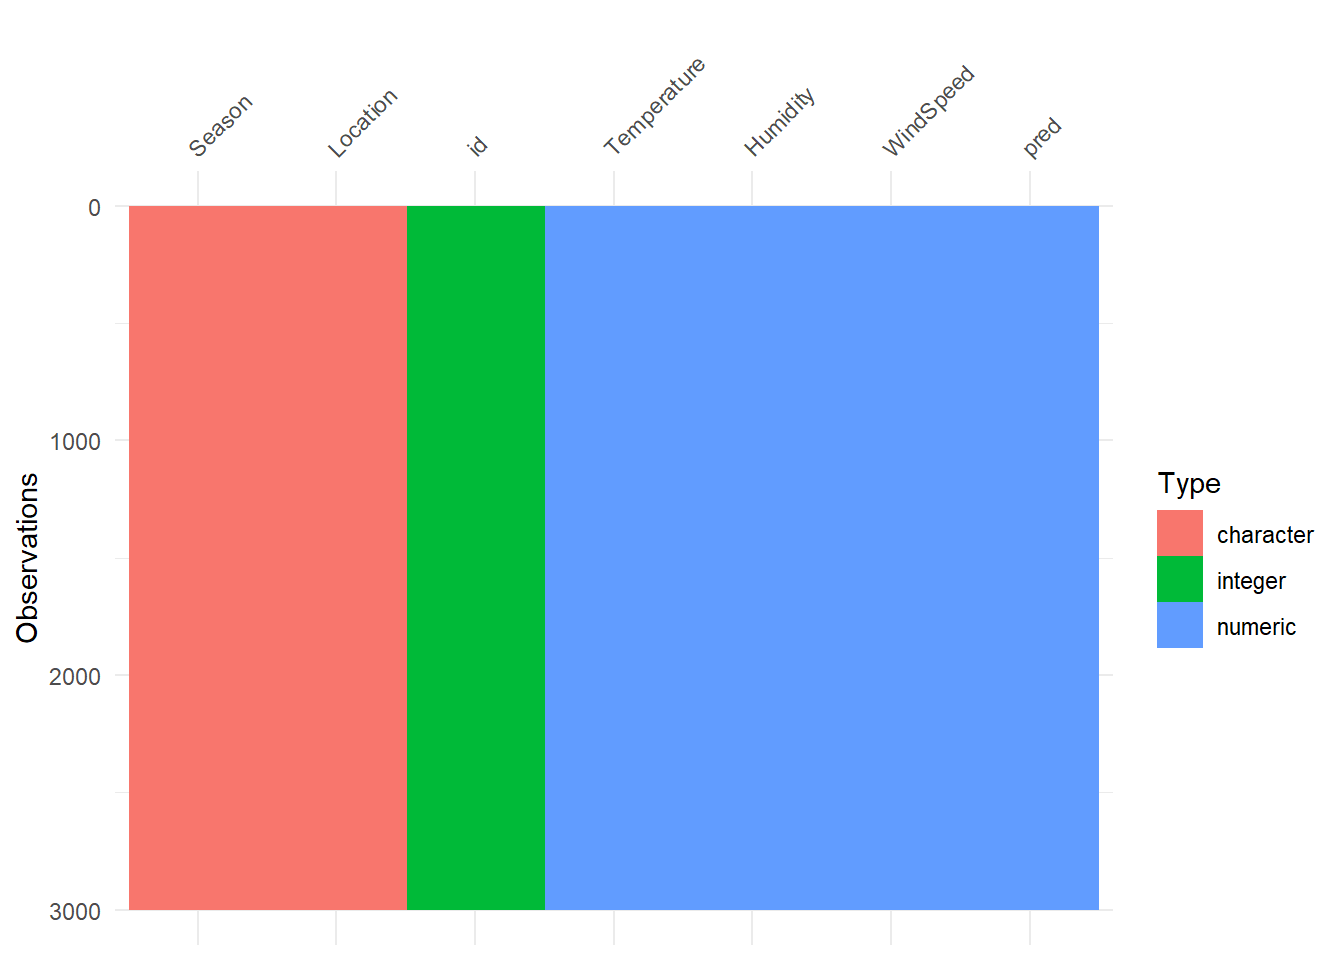 Season
Location
id
Temperature
Humidity
WindSpeed
pred
0
1000
2000
3000
Observations
Type
character
integer
numeric